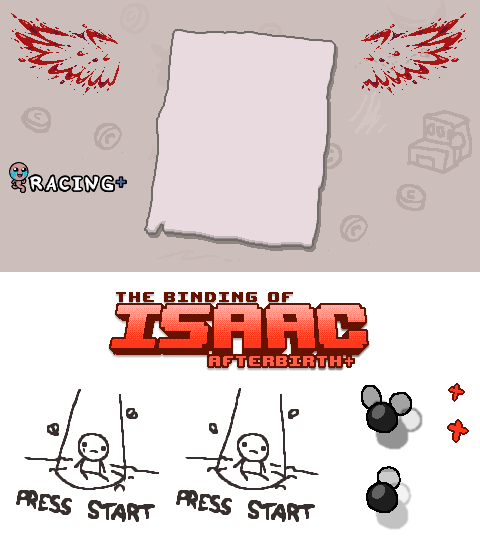 RACING+
THE BINDING OF
ISAAC
AFTERBIRTH+
PRESS START
PRESS START